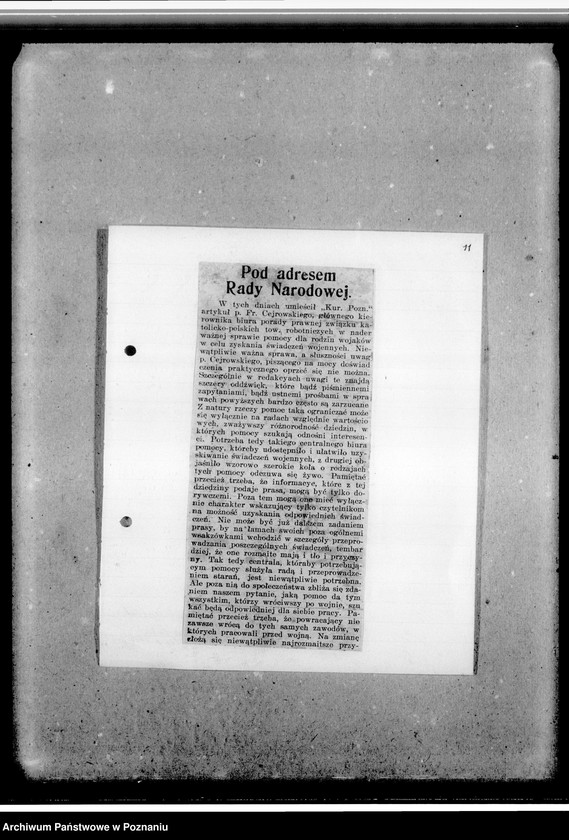 11
Pod adresem
Rady Narodowej.
W tych dniach umieścił „Kur. Pozn."
artykuł p. Fr. Cejrowskiego, głównego kie-
rownika biura porady prawnej związku ka-
tolicko-polskich tow. robotniczych w nader
ważnej sprawie pomocy dla rodzin wojaków
w celu zyskania świadczeń wojennych. Nie-
wątpliwie ważna sprawa, a słuszności uwag
p. Cejrowskiego, piszącego na mocy doświad
czenia praktycznego oprzeć się nie można.
Szczególnie w redakcyach uwagi te znajdą
szczery oddźwięk, które bądź piśmiennemi
zapytaniami, bądź ustnemi prośbami w spra
wach powyższych bardzo często są zarzucane
Z natury rzeczy pomoc taka ograniczać może
się wyłącznie na radach względnie wartościo
wych, zważywszy różnorodność dziedzin, w
których pomocy szukają odnośni interesen-
ci. Potrzeba tedy takiego centralnego biura
pomocy, któreby udostępniło i ułatwiło uzy-
skiwanie świadczeń wojennych, z drugiej ob-
jaśniło wzorowo szerokie koła o rodzajach
tych pomocy odczuwa się żywo. Pamiętać
przecież trzeba, że informacye, które z tej
dziedziny podaje prasa, mogą być tylko do-
rywczemi. Poza tem mogą one mieć wyłącz-
nie charakter wskazujący tylko czytelnikom
na możność uzyskania odpowiednich świad-
czeń. Nie może być już dalszem zadaniem
prasy, by na łamach swoich poza ogólnemi
wskazówkami wchodzić w szczegóły przepro-
wadzania poszczególnych świadczeń, tembar
dziej, że one rozmaite mają i tło i przyczy-
ny. Tak tedy centrala, któraby potrzebują-
cym pomocy służyła radą i przeprowadze-
niem starań, jest niewątpliwie potrzebna.
Ale poza nią do społeczeństwa zbliża się zda-
niem naszem pytanie, jaką pomoc da tym
wszystkim, którzy wróciwszy po wojnie, szu
kać będą odpowiedniej dla siebie pracy. Pa-
miętać przecież trzeba, że powracający nie
zawsze wrócą do tych samych zawodów, w
których pracowali przed wojną. Na zmianę
złożą się niewątpliwie najrozmaitsze przy-
Archiwum Państwowe w Poznaniu